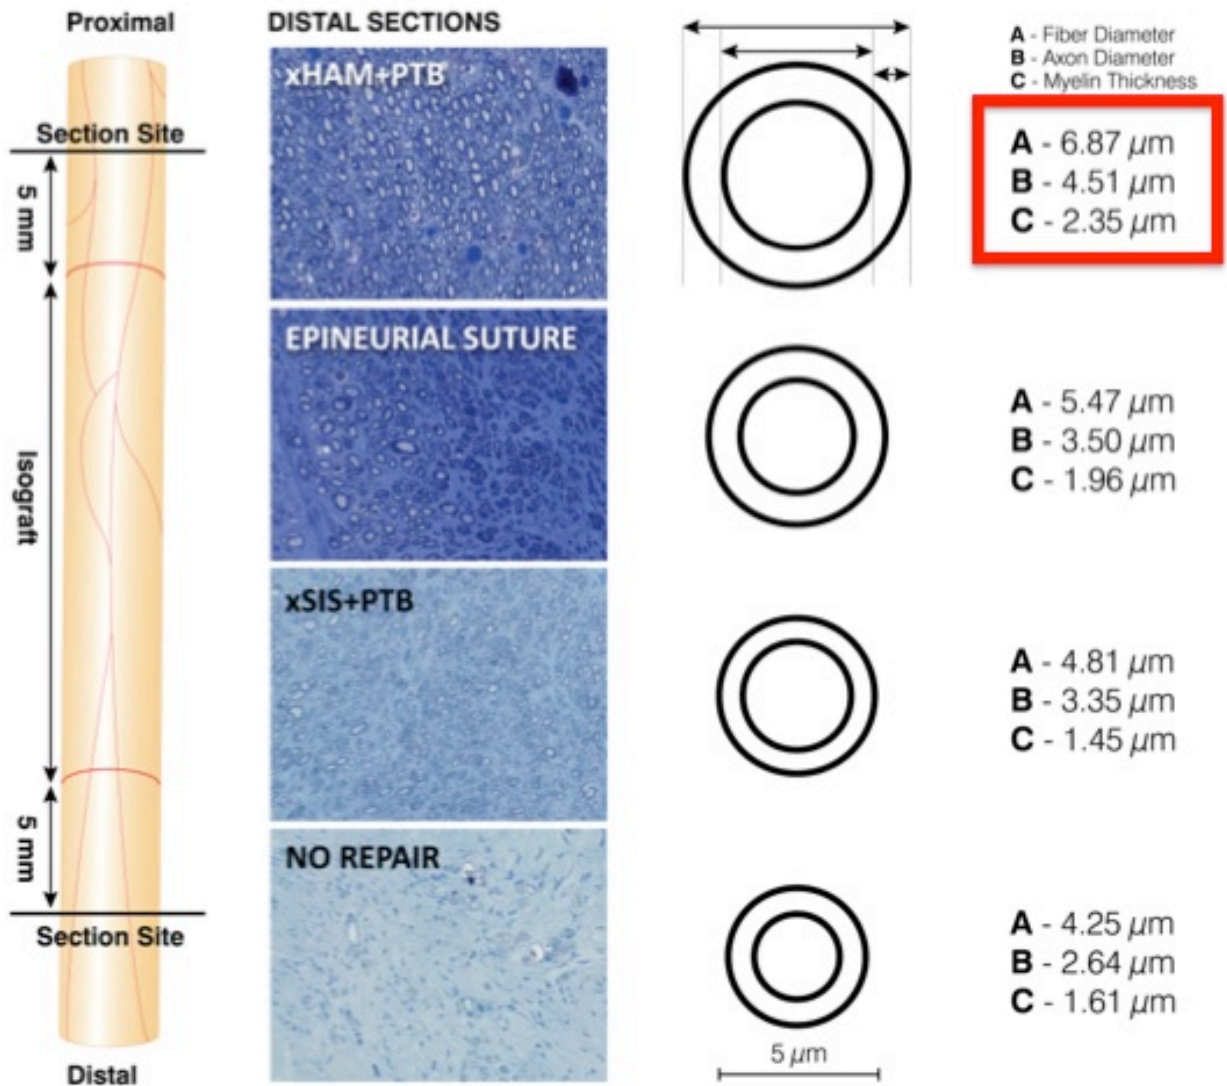 Proximal
Section Site
5 mm
Isograft
5 mm
Section Site
Distal
DISTAL SECTIONS
xHAM+PTB
EPINEURIAL SUTURE
xSIS+PTB
NO REPAIR
A - Fiber Diameter
B - Axon Diameter
C - Myelin Thickness
A - 6.87 µm
B - 4.51 µm
C - 2.35 µm
A - 5.47 µm
B - 3.50 µm
C - 1.96 µm
A - 4.81 µm
B - 3.35 µm
C - 1.45 µm
A - 4.25 µm
B - 2.64 µm
C - 1.61 µm
5 µm